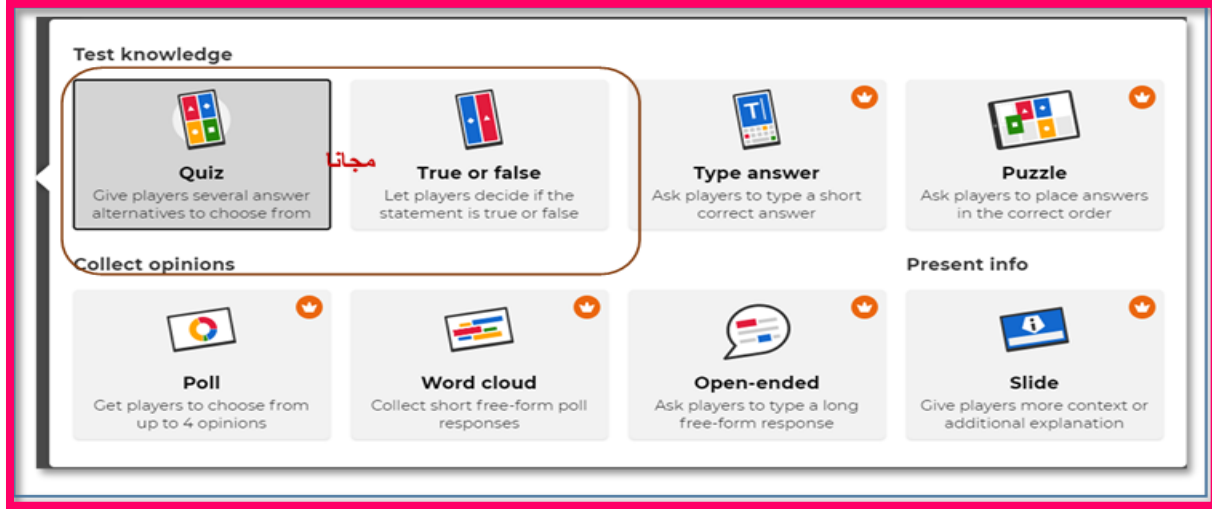 Test knowledge
Quiz
Give players several answer
alternatives to choose from
مجانا
True or false
Let players decide if the
statement is true or false
Type answer
Ask players to type a short
correct answer
Puzzle
Ask players to place answers
in the correct order
Collect opinions
Present info
Poll
Get players to choose from
up to 4 opinions
Word cloud
Collect short free-form poll
responses
Open-ended
Ask players to type a long
free-form response
Slide
Give players more context or
additional explanation